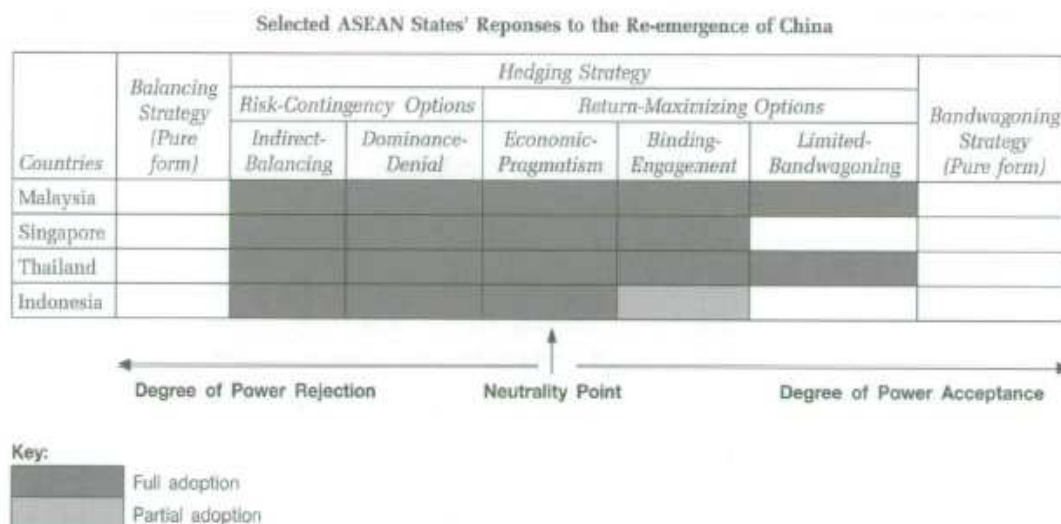 Selected ASEAN States' Reponses to the Re-emergence of China
Hedging Strategy
Balancing
Strategy
(Pure
form)
Risk-Contingency Options
Return-Maximizing Options
Bandwagoning
Strategy
(Pure form)
Countries
Indirect-
Balancing
Dominance-
Denial
Economic-
Pragmatism
Binding-
Engagement
Limited-
Bandwagoning
Malaysia
Singapore
Thailand
Indonesia
Degree of Power Rejection
Neutrality Point
Degree of Power Acceptance
Key:
Full adoption
Partial adoption